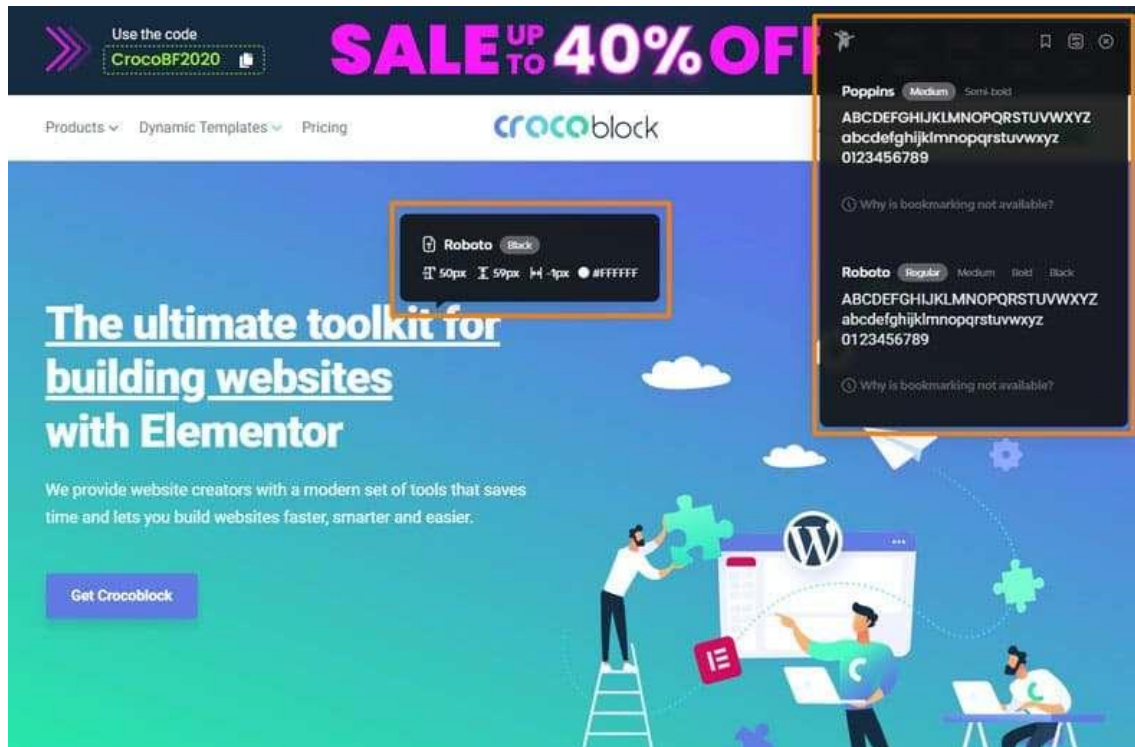 Use the code
CrocoBF2020
SALE UP TO 40% OFF
Products Dynamic Templates Pricing
crocoblock
Poppins Medium Semi-bold
ABCDEFGHIJKLMNOPQRSTUVWXYZ
abcdefghijklmnopqrstuvwxyz
0123456789
Why is bookmarking not available?
Roboto Regular Medium Bold Black
ABCDEFGHIJKLMNOPQRSTUVWXYZ
abcdefghijklmnopqrstuvwxyz
0123456789
Why is bookmarking not available?
Roboto Black
50px 59px -1px #FFFFFF
The ultimate toolkit for
building websites
with Elementor
We provide website creators with a modern set of tools that saves
time and lets you build websites faster, smarter and easier.
Get Crocoblock